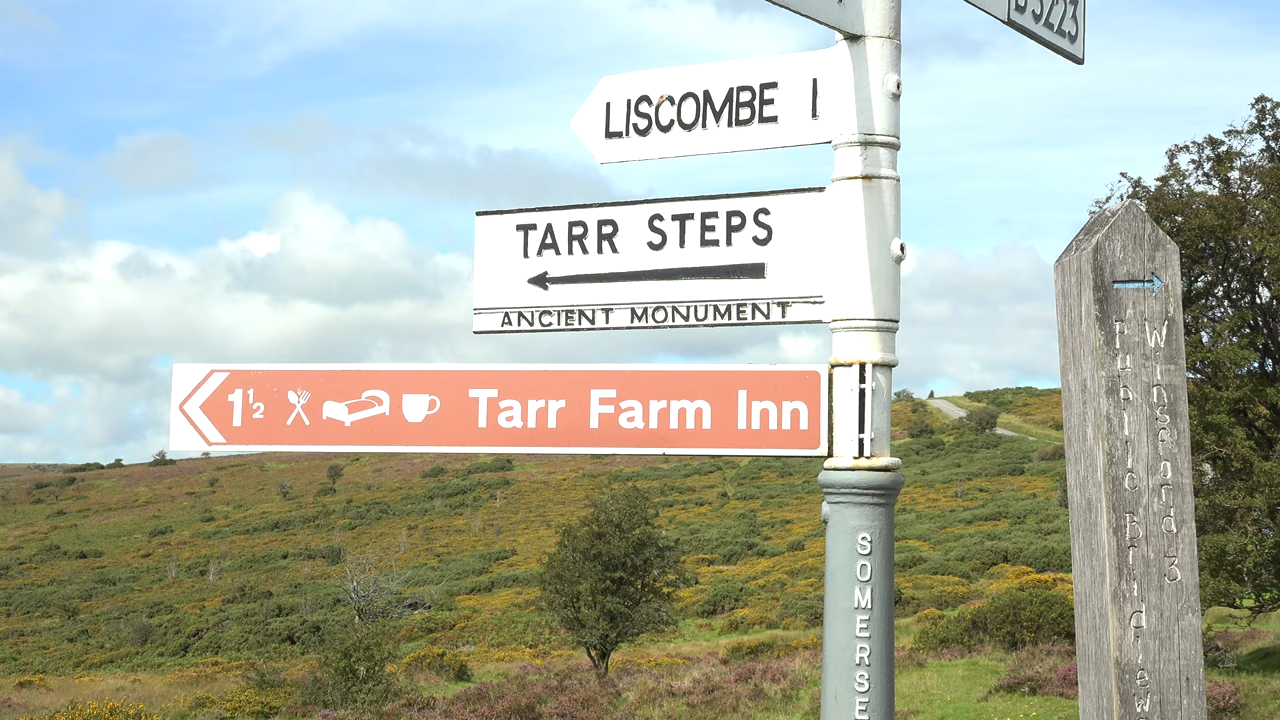 B3223
LISCOMBE 1
TARR STEPS
ANCIENT MONUMENT
1½ Tarr Farm Inn
SOMERSE
Winsford 3
Public Bridlew